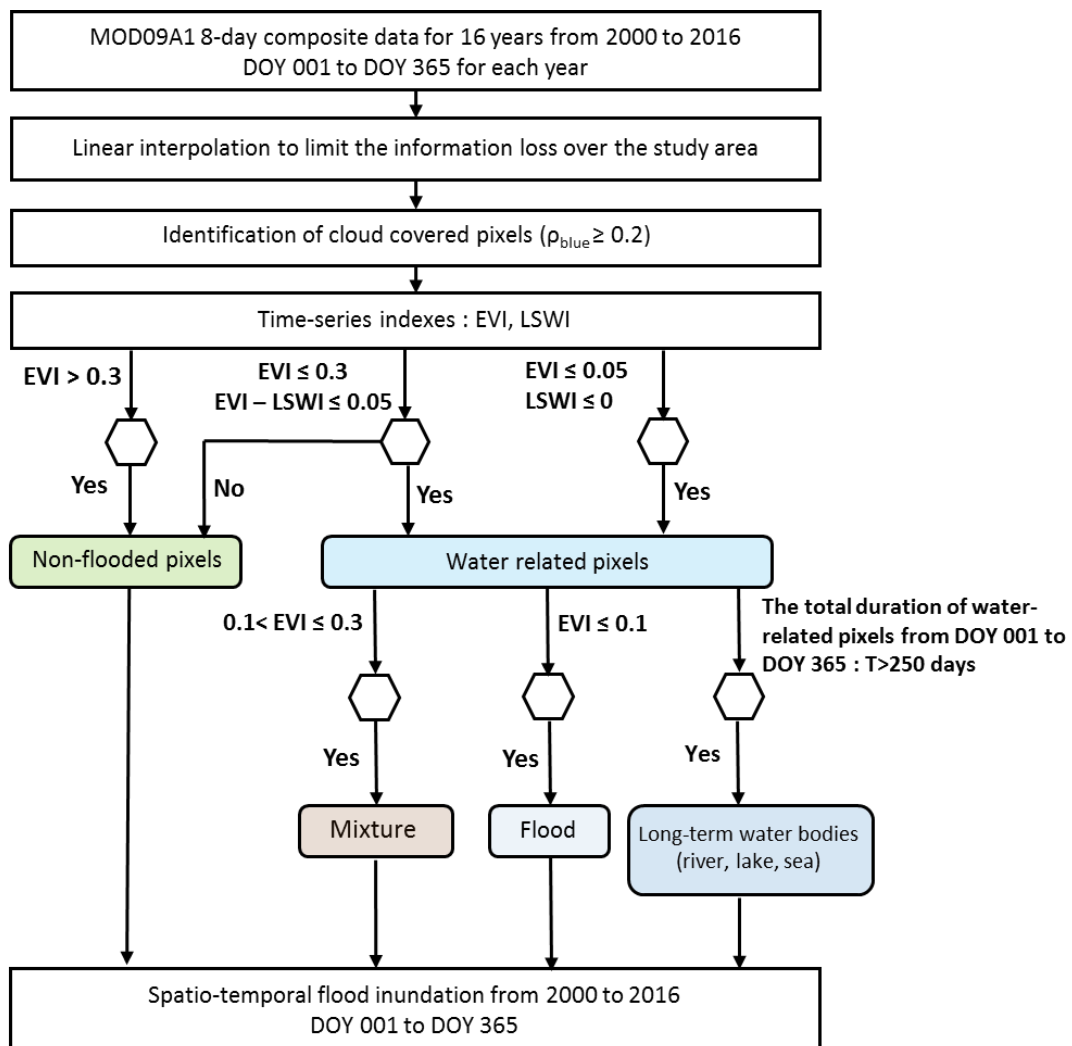 MOD09A1 8-day composite data for 16 years from 2000 to 2016
DOY 001 to DOY 365 for each year
Linear interpolation to limit the information loss over the study area
Identification of cloud covered pixels (ρblue ≥ 0.2)
Time-series indexes : EVI, LSWI
EVI > 0.3
EVI ≤ 0.3
EVI – LSWI ≤ 0.05
EVI ≤ 0.05
LSWI ≤ 0
Yes
No
Yes
Yes
Non-flooded pixels
Water related pixels
0.1< EVI ≤ 0.3
EVI ≤ 0.1
The total duration of water-
related pixels from DOY 001 to
DOY 365 : T>250 days
Yes
Yes
Yes
Mixture
Flood
Long-term water bodies
(river, lake, sea)
Spatio-temporal flood inundation from 2000 to 2016
DOY 001 to DOY 365